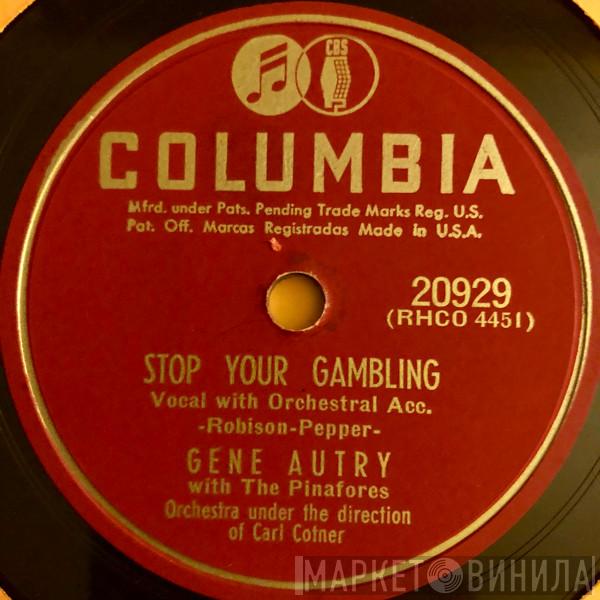 CBS
COLUMBIA
Mfrd. under Pats. Pending Trade Marks Reg. U.S.
Pat. Off. Marcas Registradas Made in U.S.A.
20929
(RHCO 4451)
STOP YOUR GAMBLING
Vocal with Orchestral Acc.
-Robison-Pepper-
GENE AUTRY
with The Pinafores
Orchestra under the direction
of Carl Cotner
МАРКЕТ ВИНИЛА